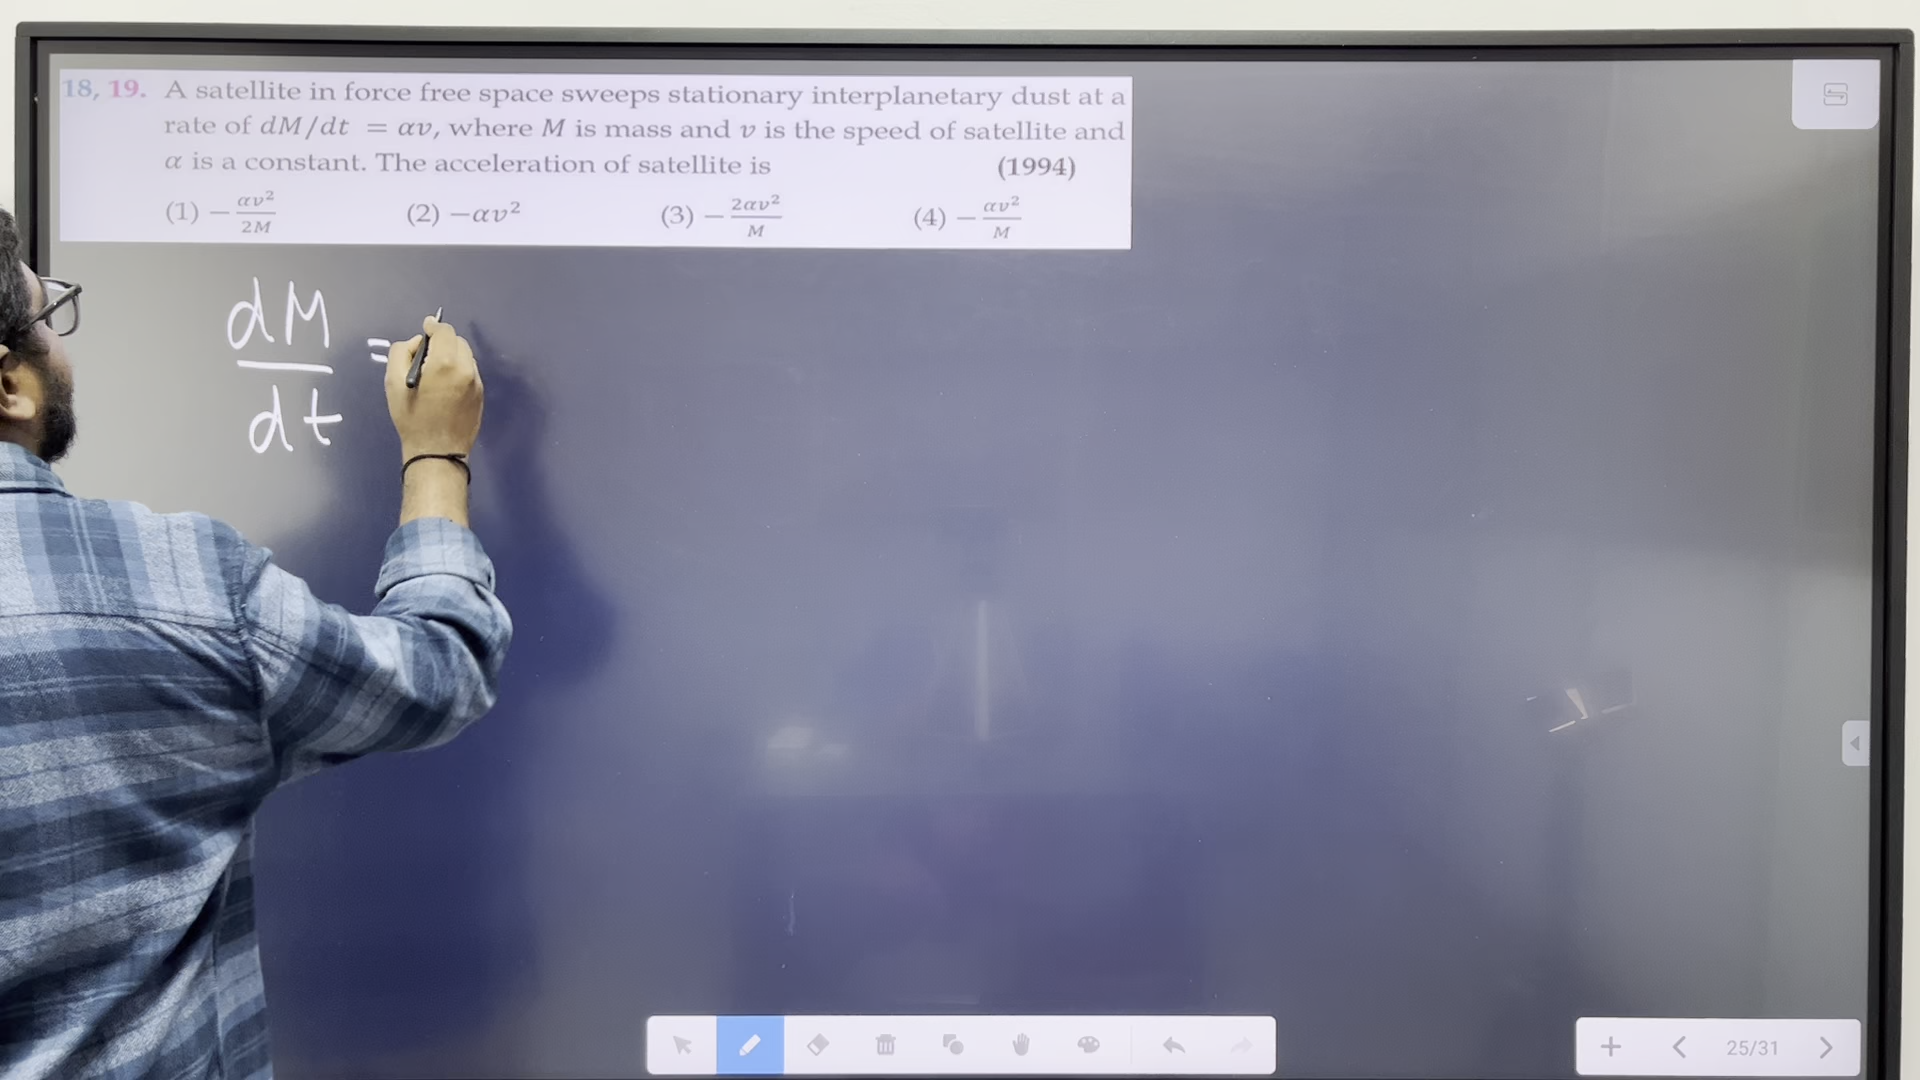 18, 19. A satellite in force free space sweeps stationary interplanetary dust at a
rate of dM/dt = αv, where M is mass and v is the speed of satellite and
α is a constant. The acceleration of satellite is (1994)
(1) − αv²/2M (2) −αv² (3) − 2αv²/M (4) − αv²/M
dM/dt =
25/31